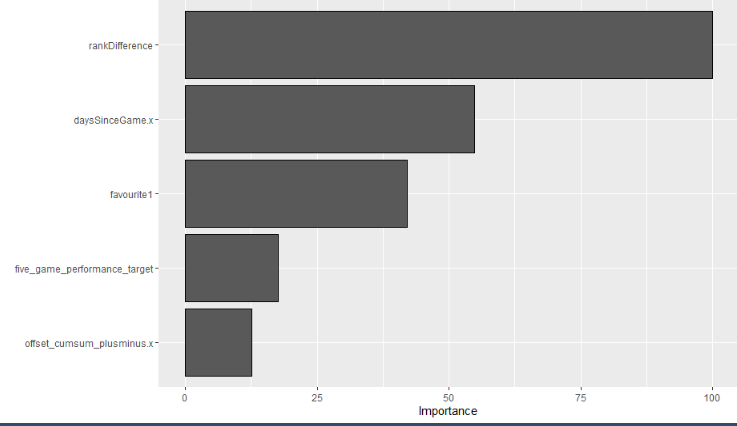 rankDifference
daysSinceGame.x
favourite1
five_game_performance_target
offset_cumsum_plusminus.x
0 25 50 75 100
Importance